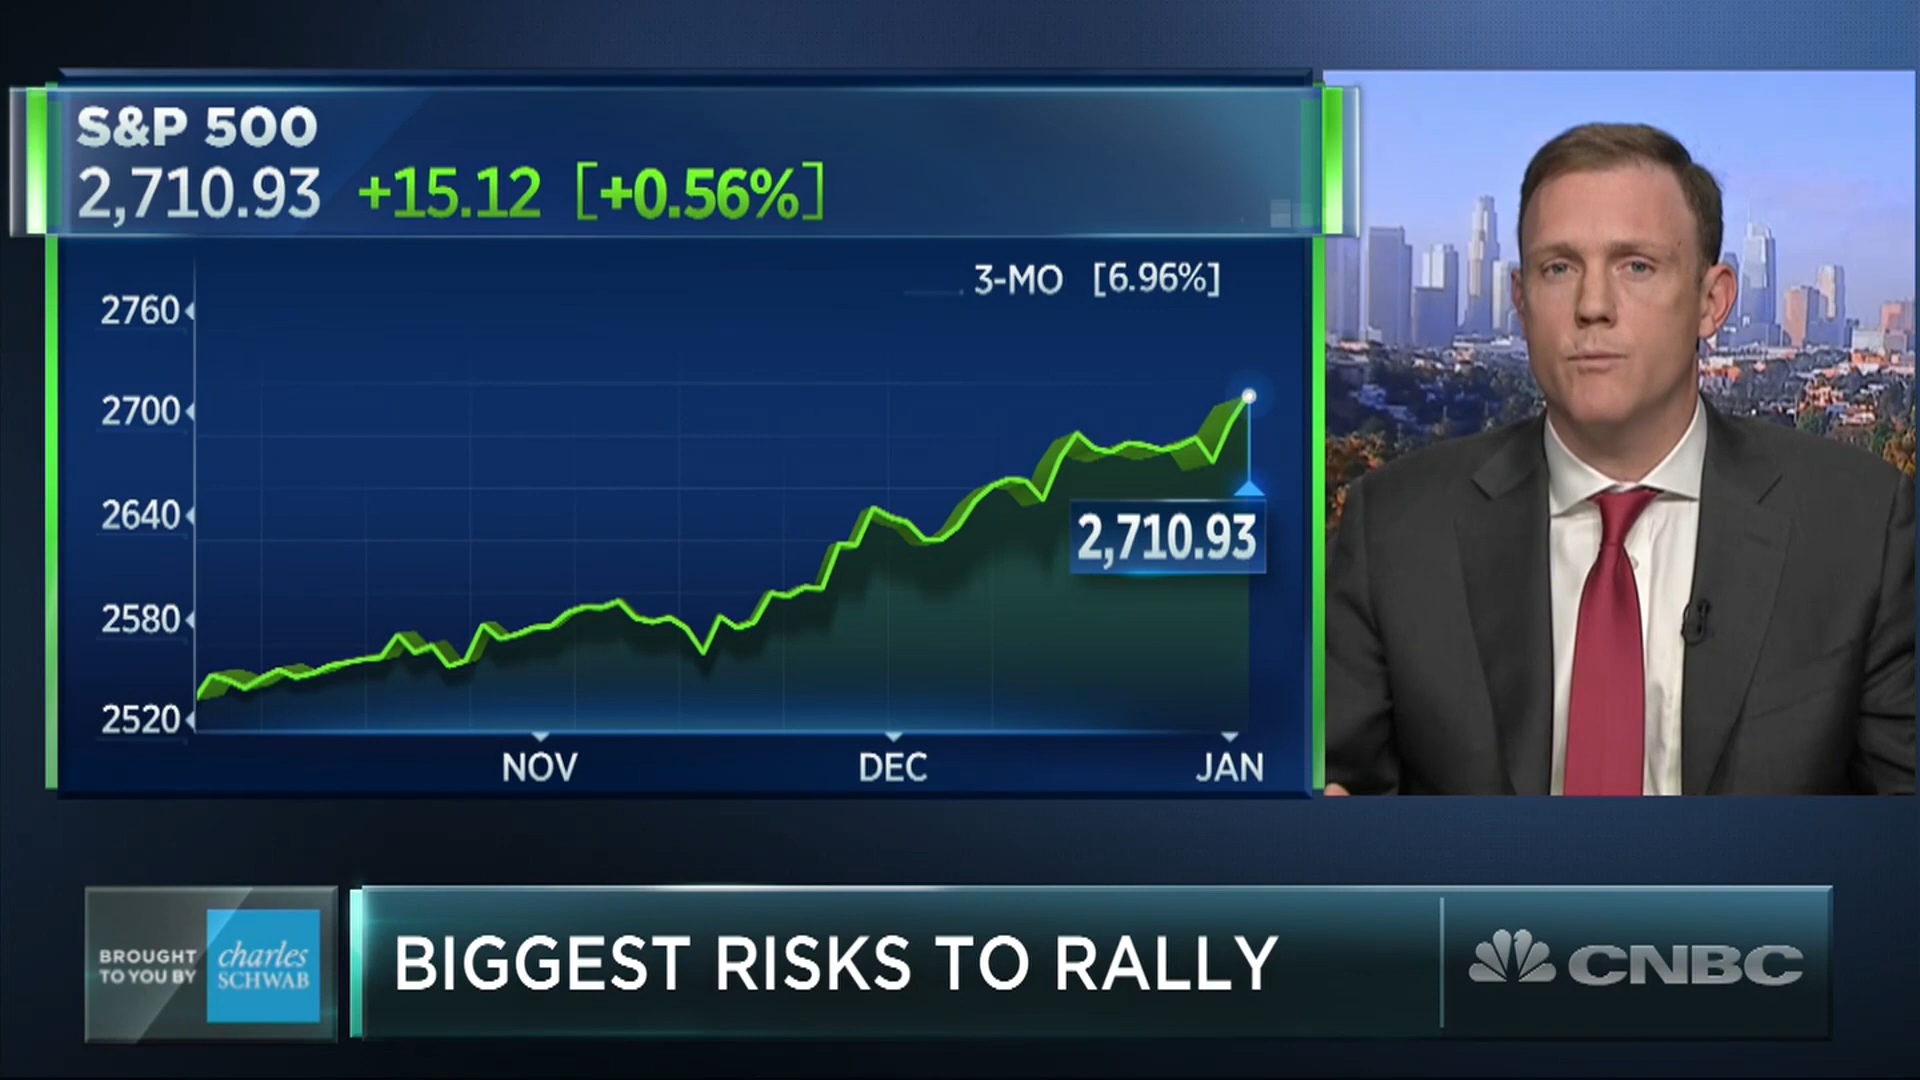 S&P 500
2,710.93 +15.12 [+0.56%]
3-MO [6.96%]
2760
2700
2640
2580
2520
2,710.93
NOV DEC JAN
BROUGHT
TO YOU BY
charles
SCHWAB
BIGGEST RISKS TO RALLY
CNBC